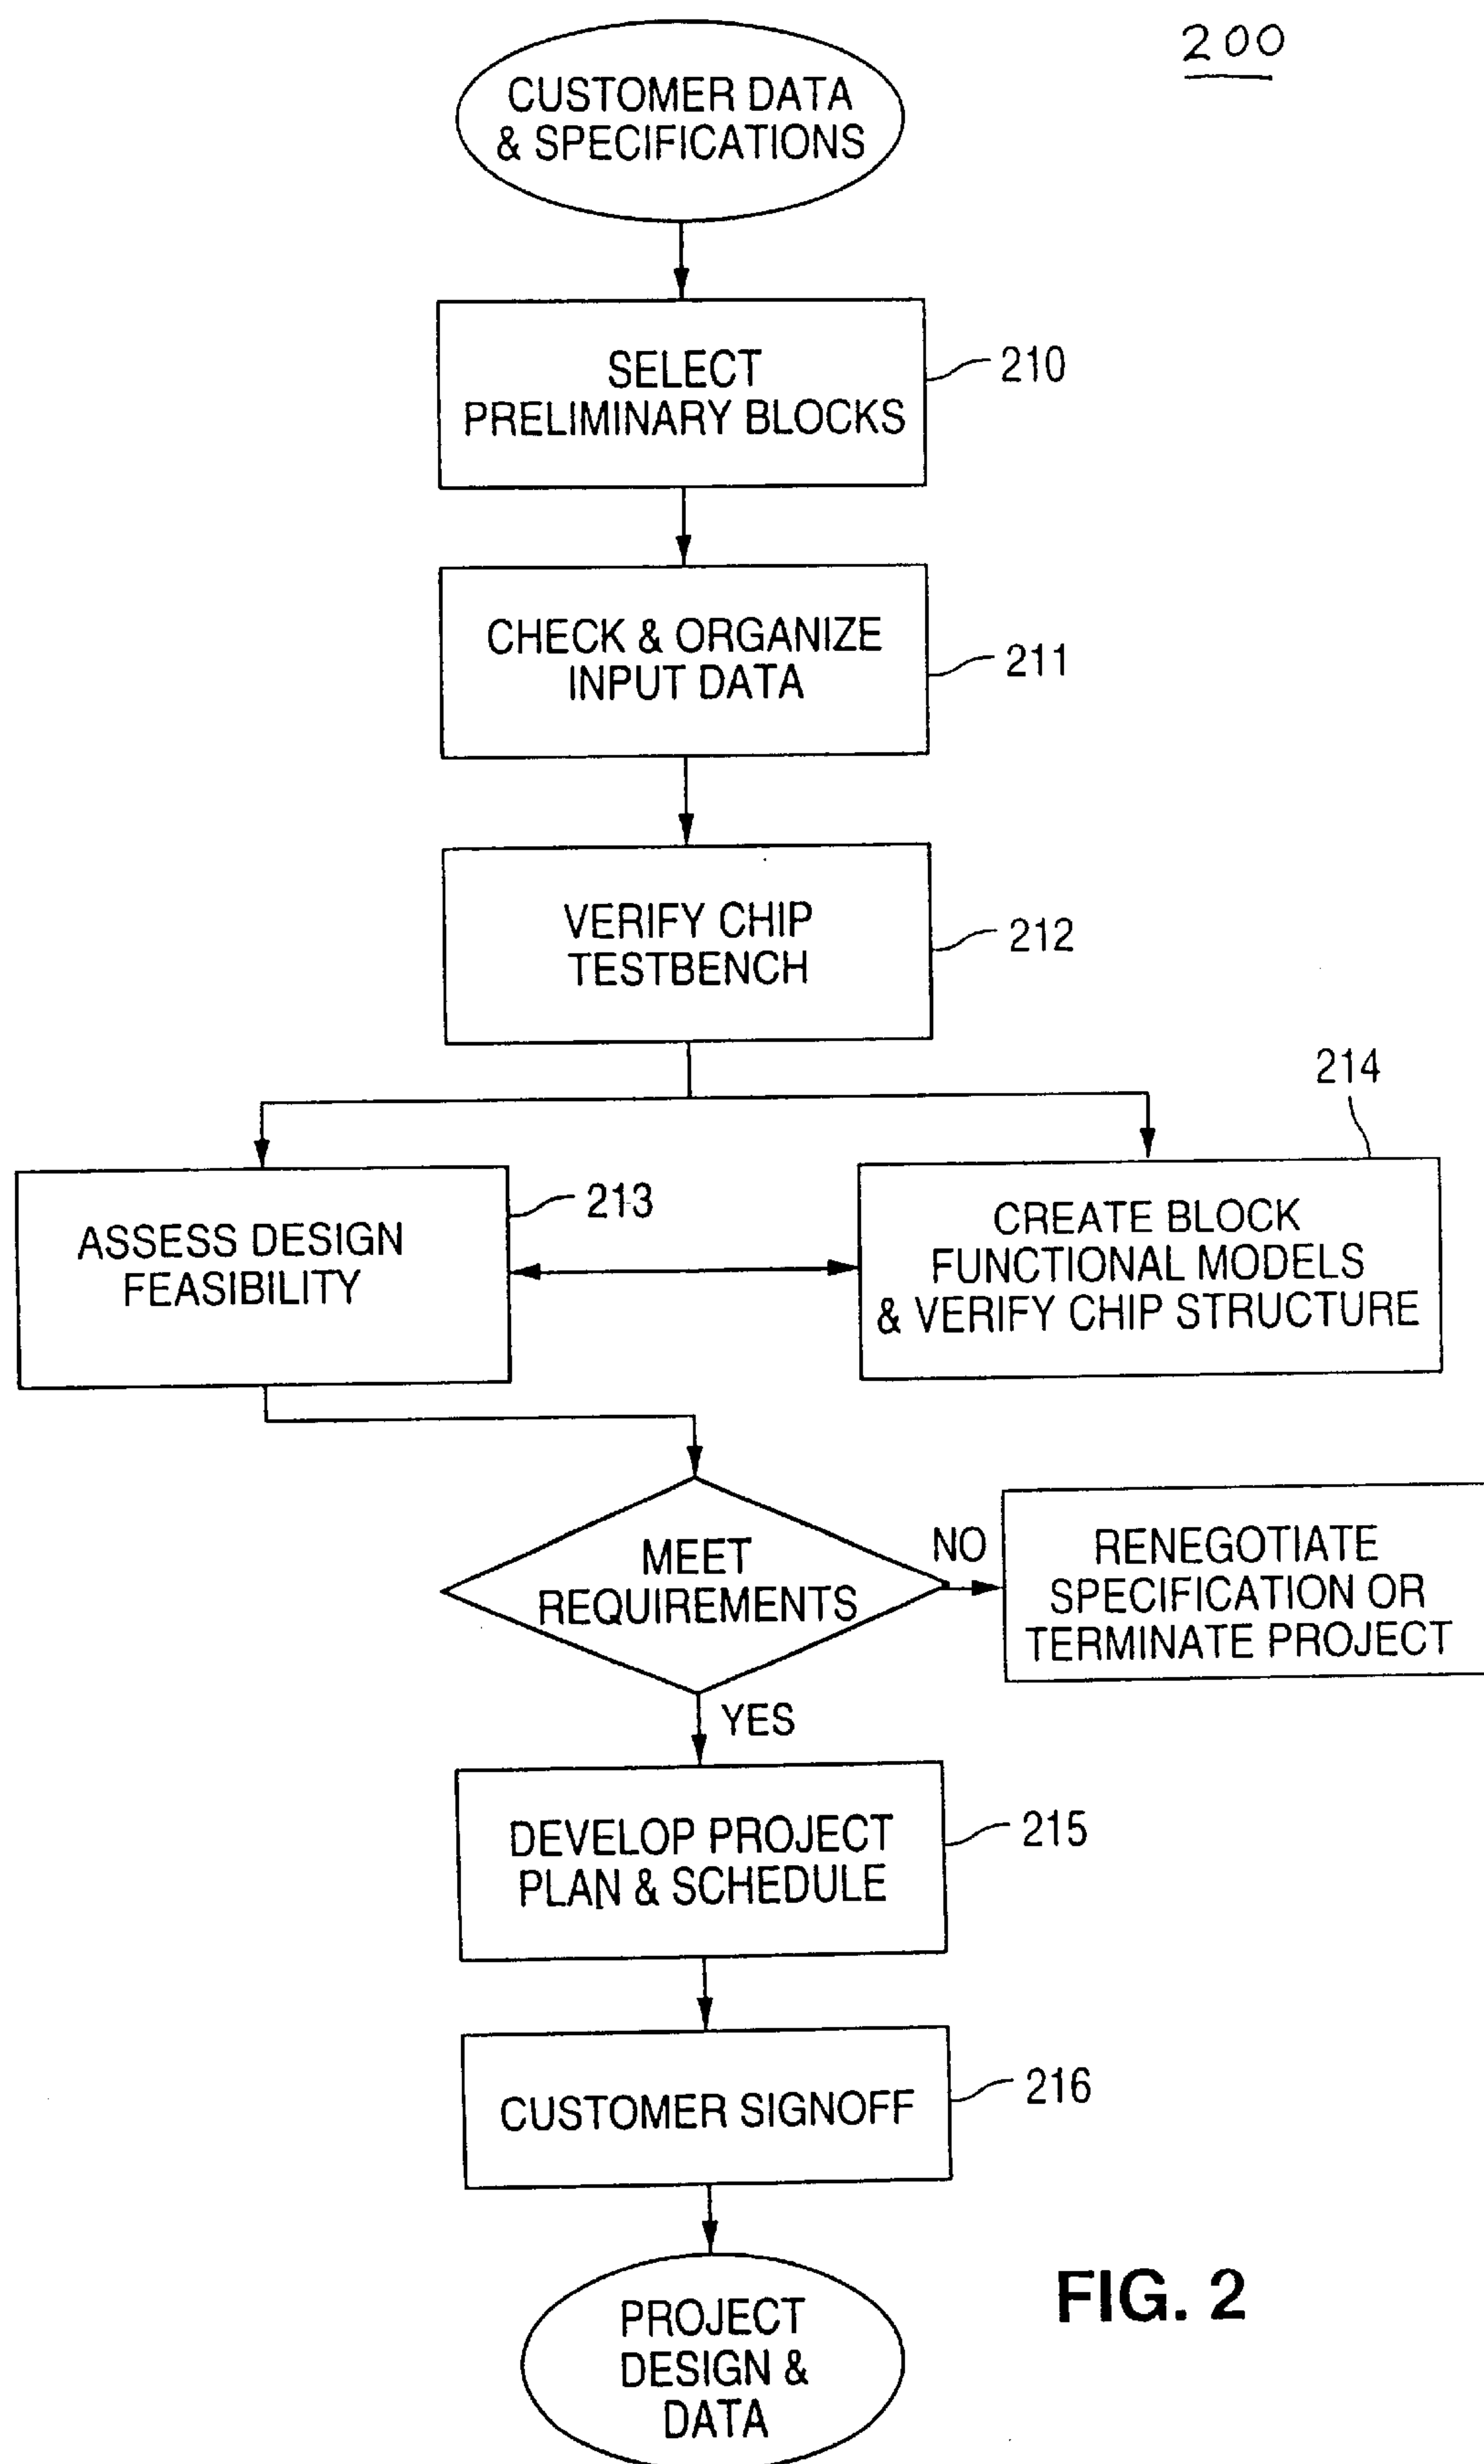 200
CUSTOMER DATA
& SPECIFICATIONS
SELECT
PRELIMINARY BLOCKS
210
CHECK & ORGANIZE
INPUT DATA
211
VERIFY CHIP
TESTBENCH
212
214
ASSESS DESIGN
FEASIBILITY
213
CREATE BLOCK
FUNCTIONAL MODELS
& VERIFY CHIP STRUCTURE
MEET
REQUIREMENTS
NO
RENEGOTIATE
SPECIFICATION OR
TERMINATE PROJECT
YES
DEVELOP PROJECT
PLAN & SCHEDULE
215
CUSTOMER SIGNOFF
216
PROJECT
DESIGN &
DATA
FIG. 2